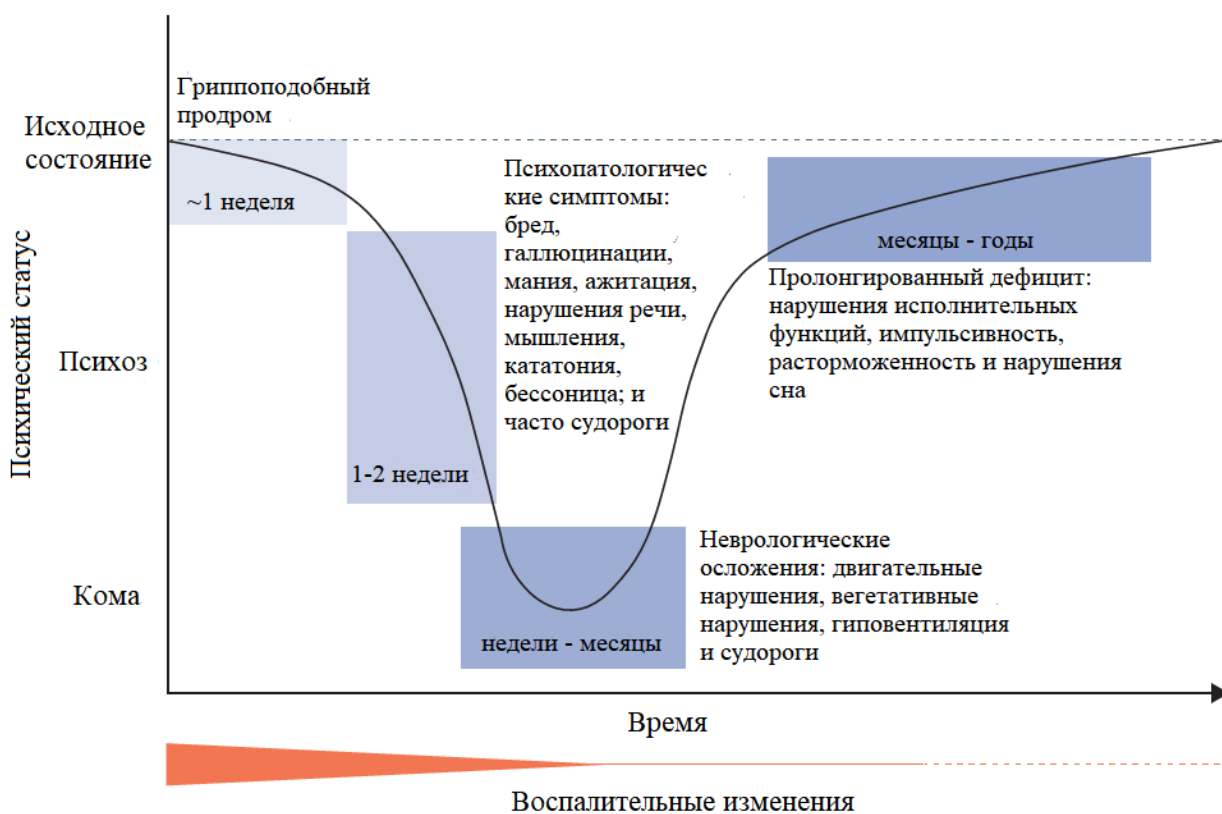 Гриппоподобный
продром
Исходное
состояние
~1 неделя
Психопатологичес
кие симптомы:
бред,
галлюцинации,
мания, ажитация,
нарушения речи,
мышления,
кататония,
бессоница; и
часто судороги
месяцы - годы
Пролонгированный дефицит:
нарушения исполнительных
функций, импульсивность,
расторможенность и нарушения
сна
Психический статус
Психоз
1-2 недели
Кома
недели - месяцы
Неврологические
осложения: двигательные
нарушения, вегетативные
нарушения, гиповентиляция
и судороги
Время
Воспалительные изменения